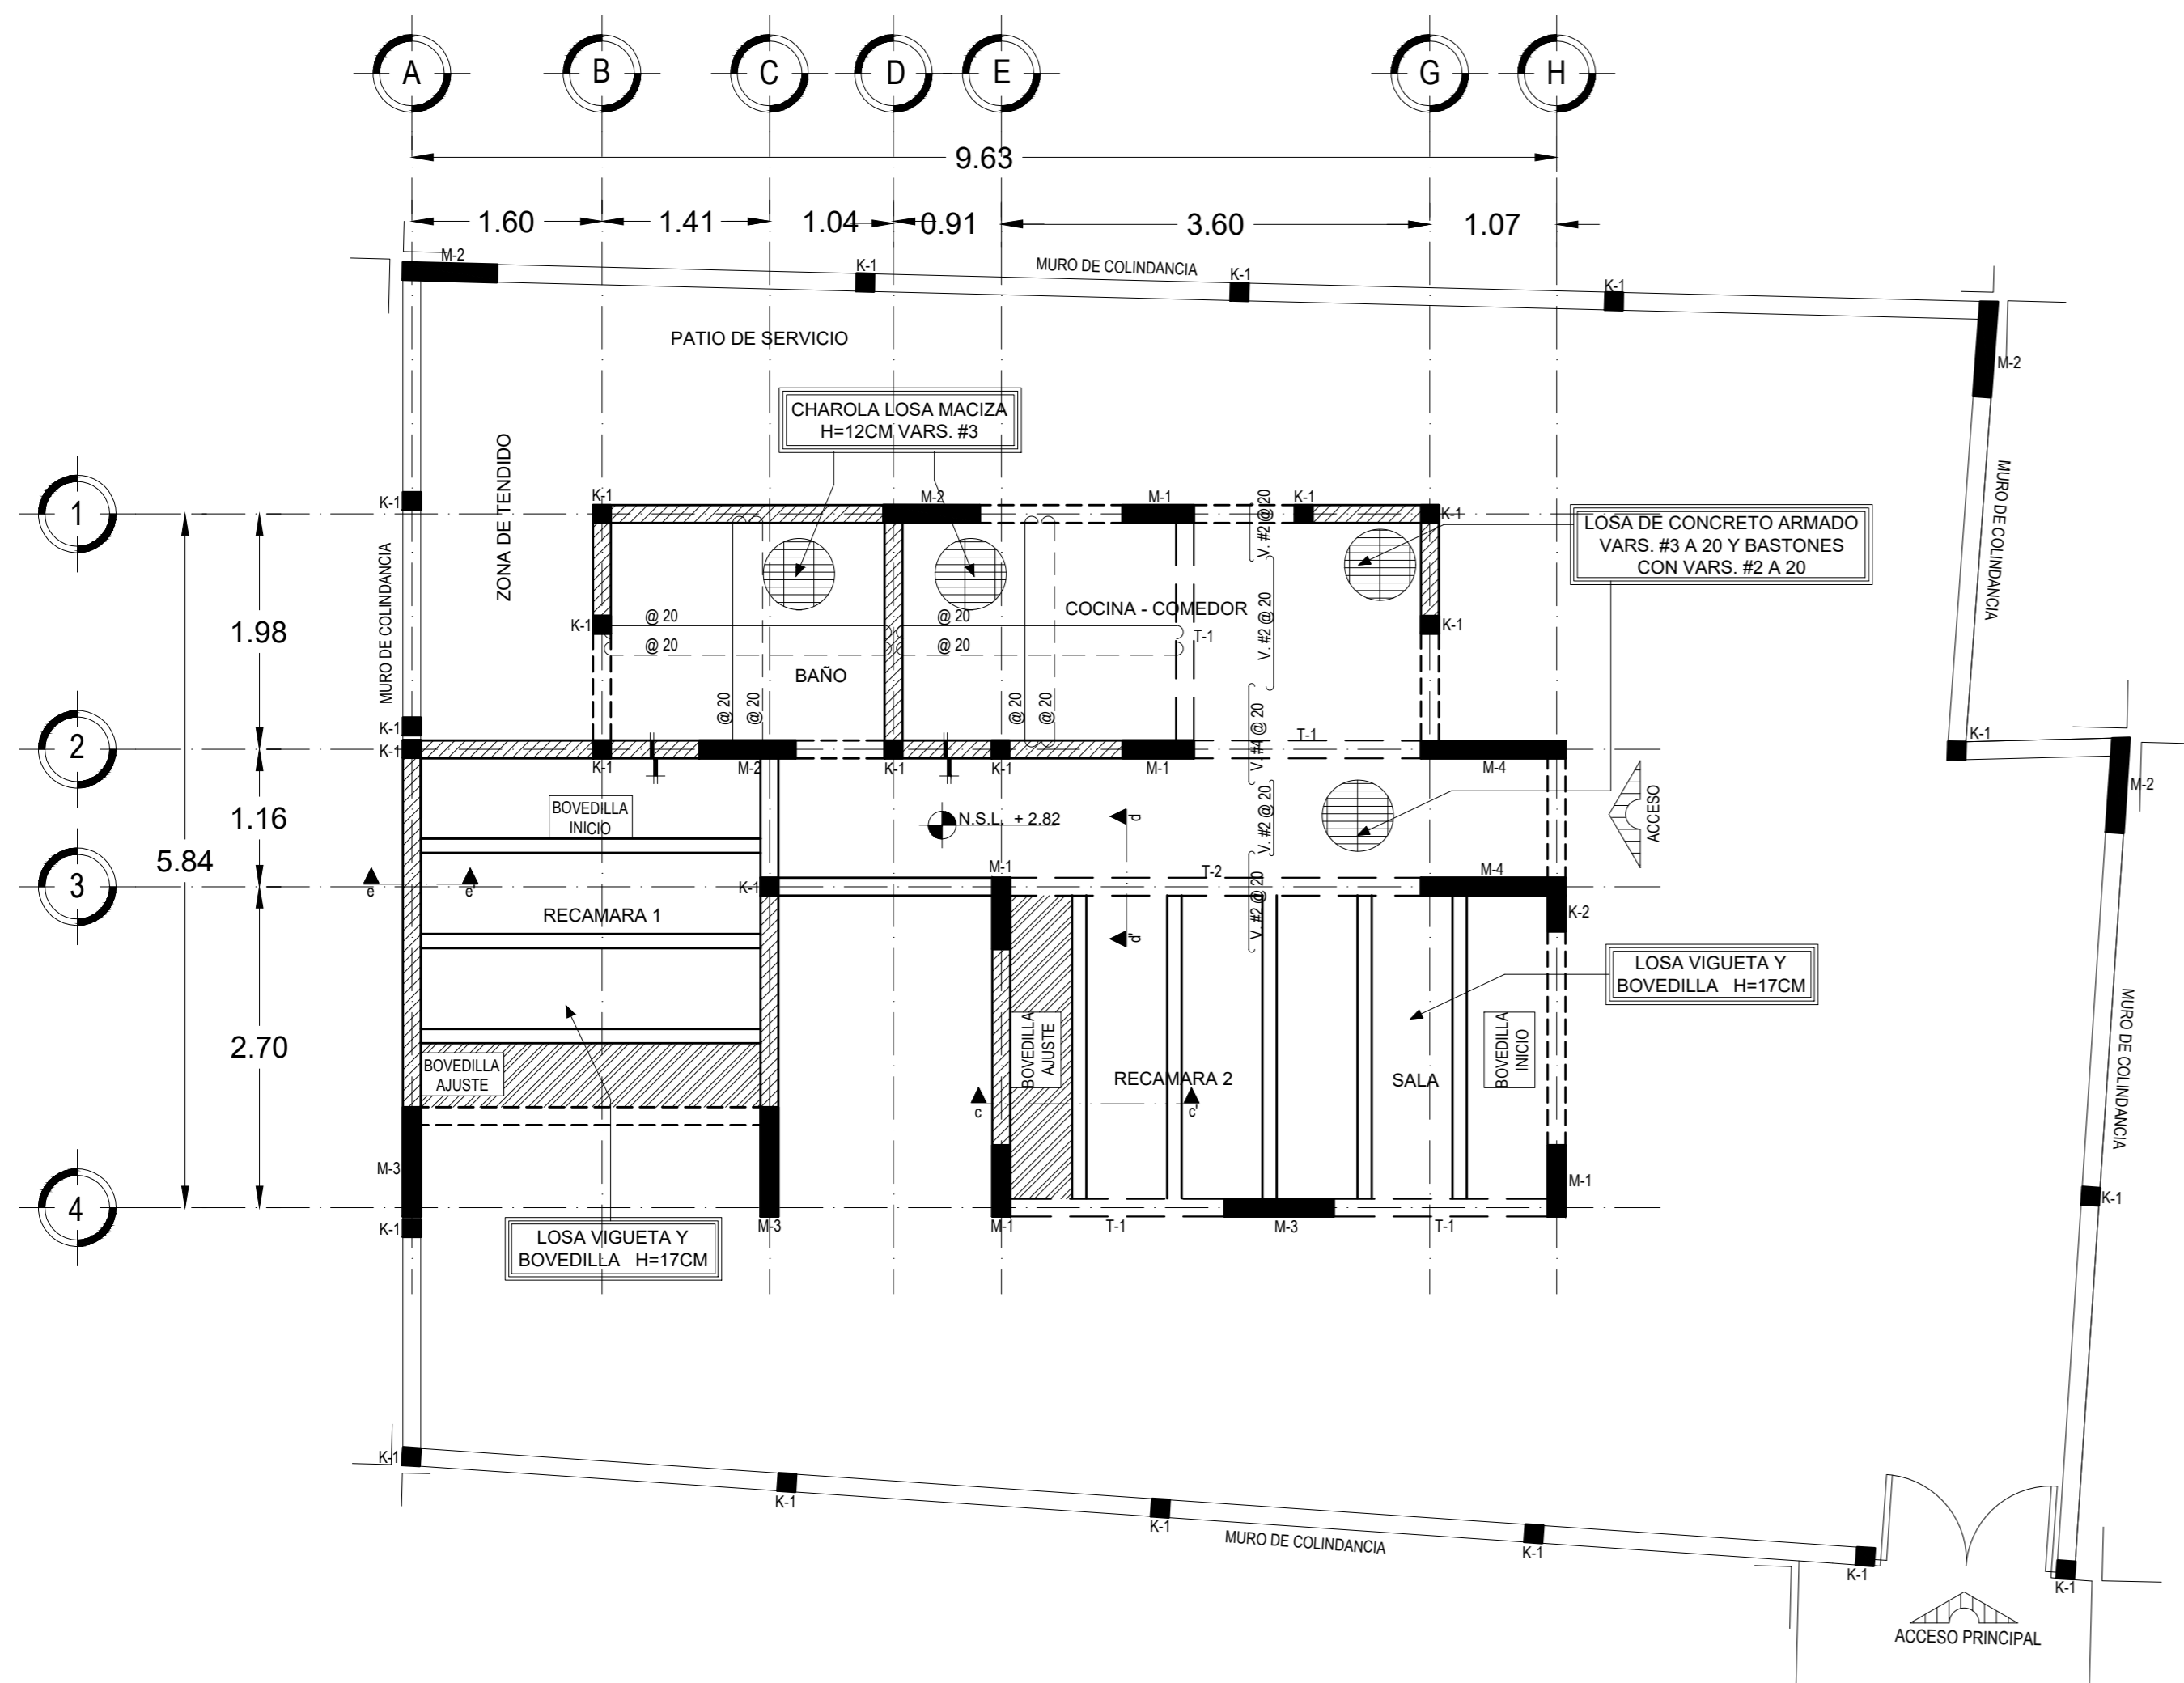 A B C D E G H
9.63
1.60 1.41 1.04 0.91 3.60 1.07
M-2
K-1
MURO DE COLINDANCIA
K-1
K-1
PATIO DE SERVICIO
M-2
CHAROLA LOSA MACIZA
H=12CM VARS. #3
ZONA DE TENDIDO
MURO DE COLINDANCIA
1
K-1
K-1
M-2
M-1
V. #2 @ 20
K-1
K-1
LOSA DE CONCRETO ARMADO
VARS. #3 A 20 Y BASTONES
CON VARS. #2 A 20
1.98
MURO DE COLINDANCIA
K-1
@ 20
@ 20
@ 20
@ 20
COCINA - COMEDOR
T-1
V. #2 @ 20
K-1
BAÑO
@ 20
@ 20
@ 20
@ 20
V. #4 @ 20
K-1
2
K-1
K-1
M-2
K-1
K-1
M-1
T-1
M-4
K-1
M-2
1.16
5.84
BOVEDILLA
INICIO
N.S.L. + 2.82
d
V. #2 @ 20
ACCESO
3
e
e'
K-1
M-1
T-2
M-4
V. #2 @ 20
K-2
RECAMARA 1
d'
LOSA VIGUETA Y
BOVEDILLA H=17CM
2.70
BOVEDILLA
AJUSTE
BOVEDILLA
AJUSTE
RECAMARA 2
SALA
BOVEDILLA
INICIO
MURO DE COLINDANCIA
c
c'
M-3
M-1
K-1
4
K-1
M-3
M-1
T-1
M-3
T-1
LOSA VIGUETA Y
BOVEDILLA H=17CM
K-1
K-1
K-1
MURO DE COLINDANCIA
K-1
K-1
K-1
ACCESO PRINCIPAL